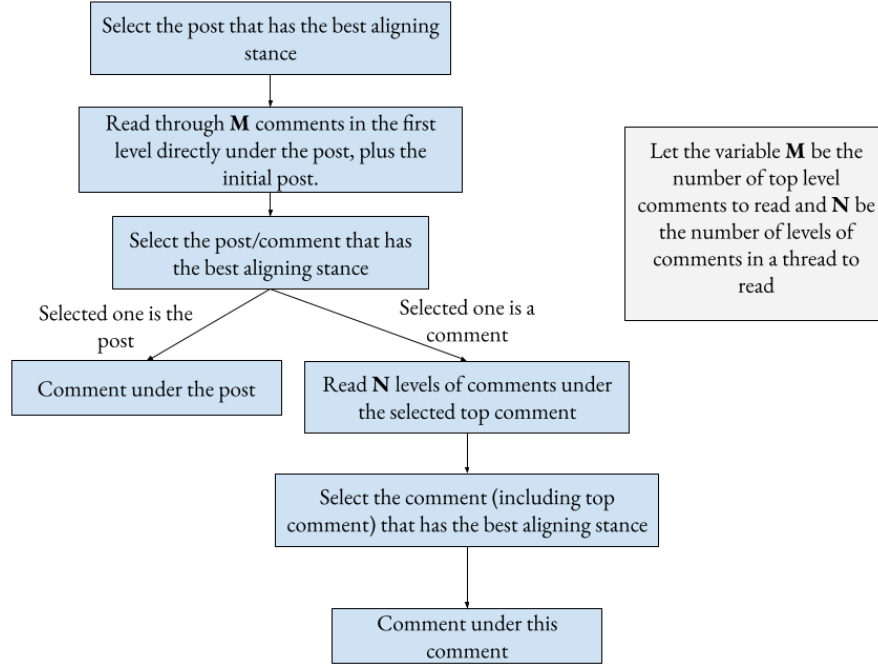 Select the post that has the best aligning
stance
Read through M comments in the first
level directly under the post, plus the
initial post.
Let the variable M be the
number of top level
comments to read and N be
the number of levels of
comments in a thread to
read
Select the post/comment that has
the best aligning stance
Selected one is the
post
Selected one is a
comment
Comment under the post
Read N levels of comments under
the selected top comment
Select the comment (including top
comment) that has the best aligning stance
Comment under this
comment